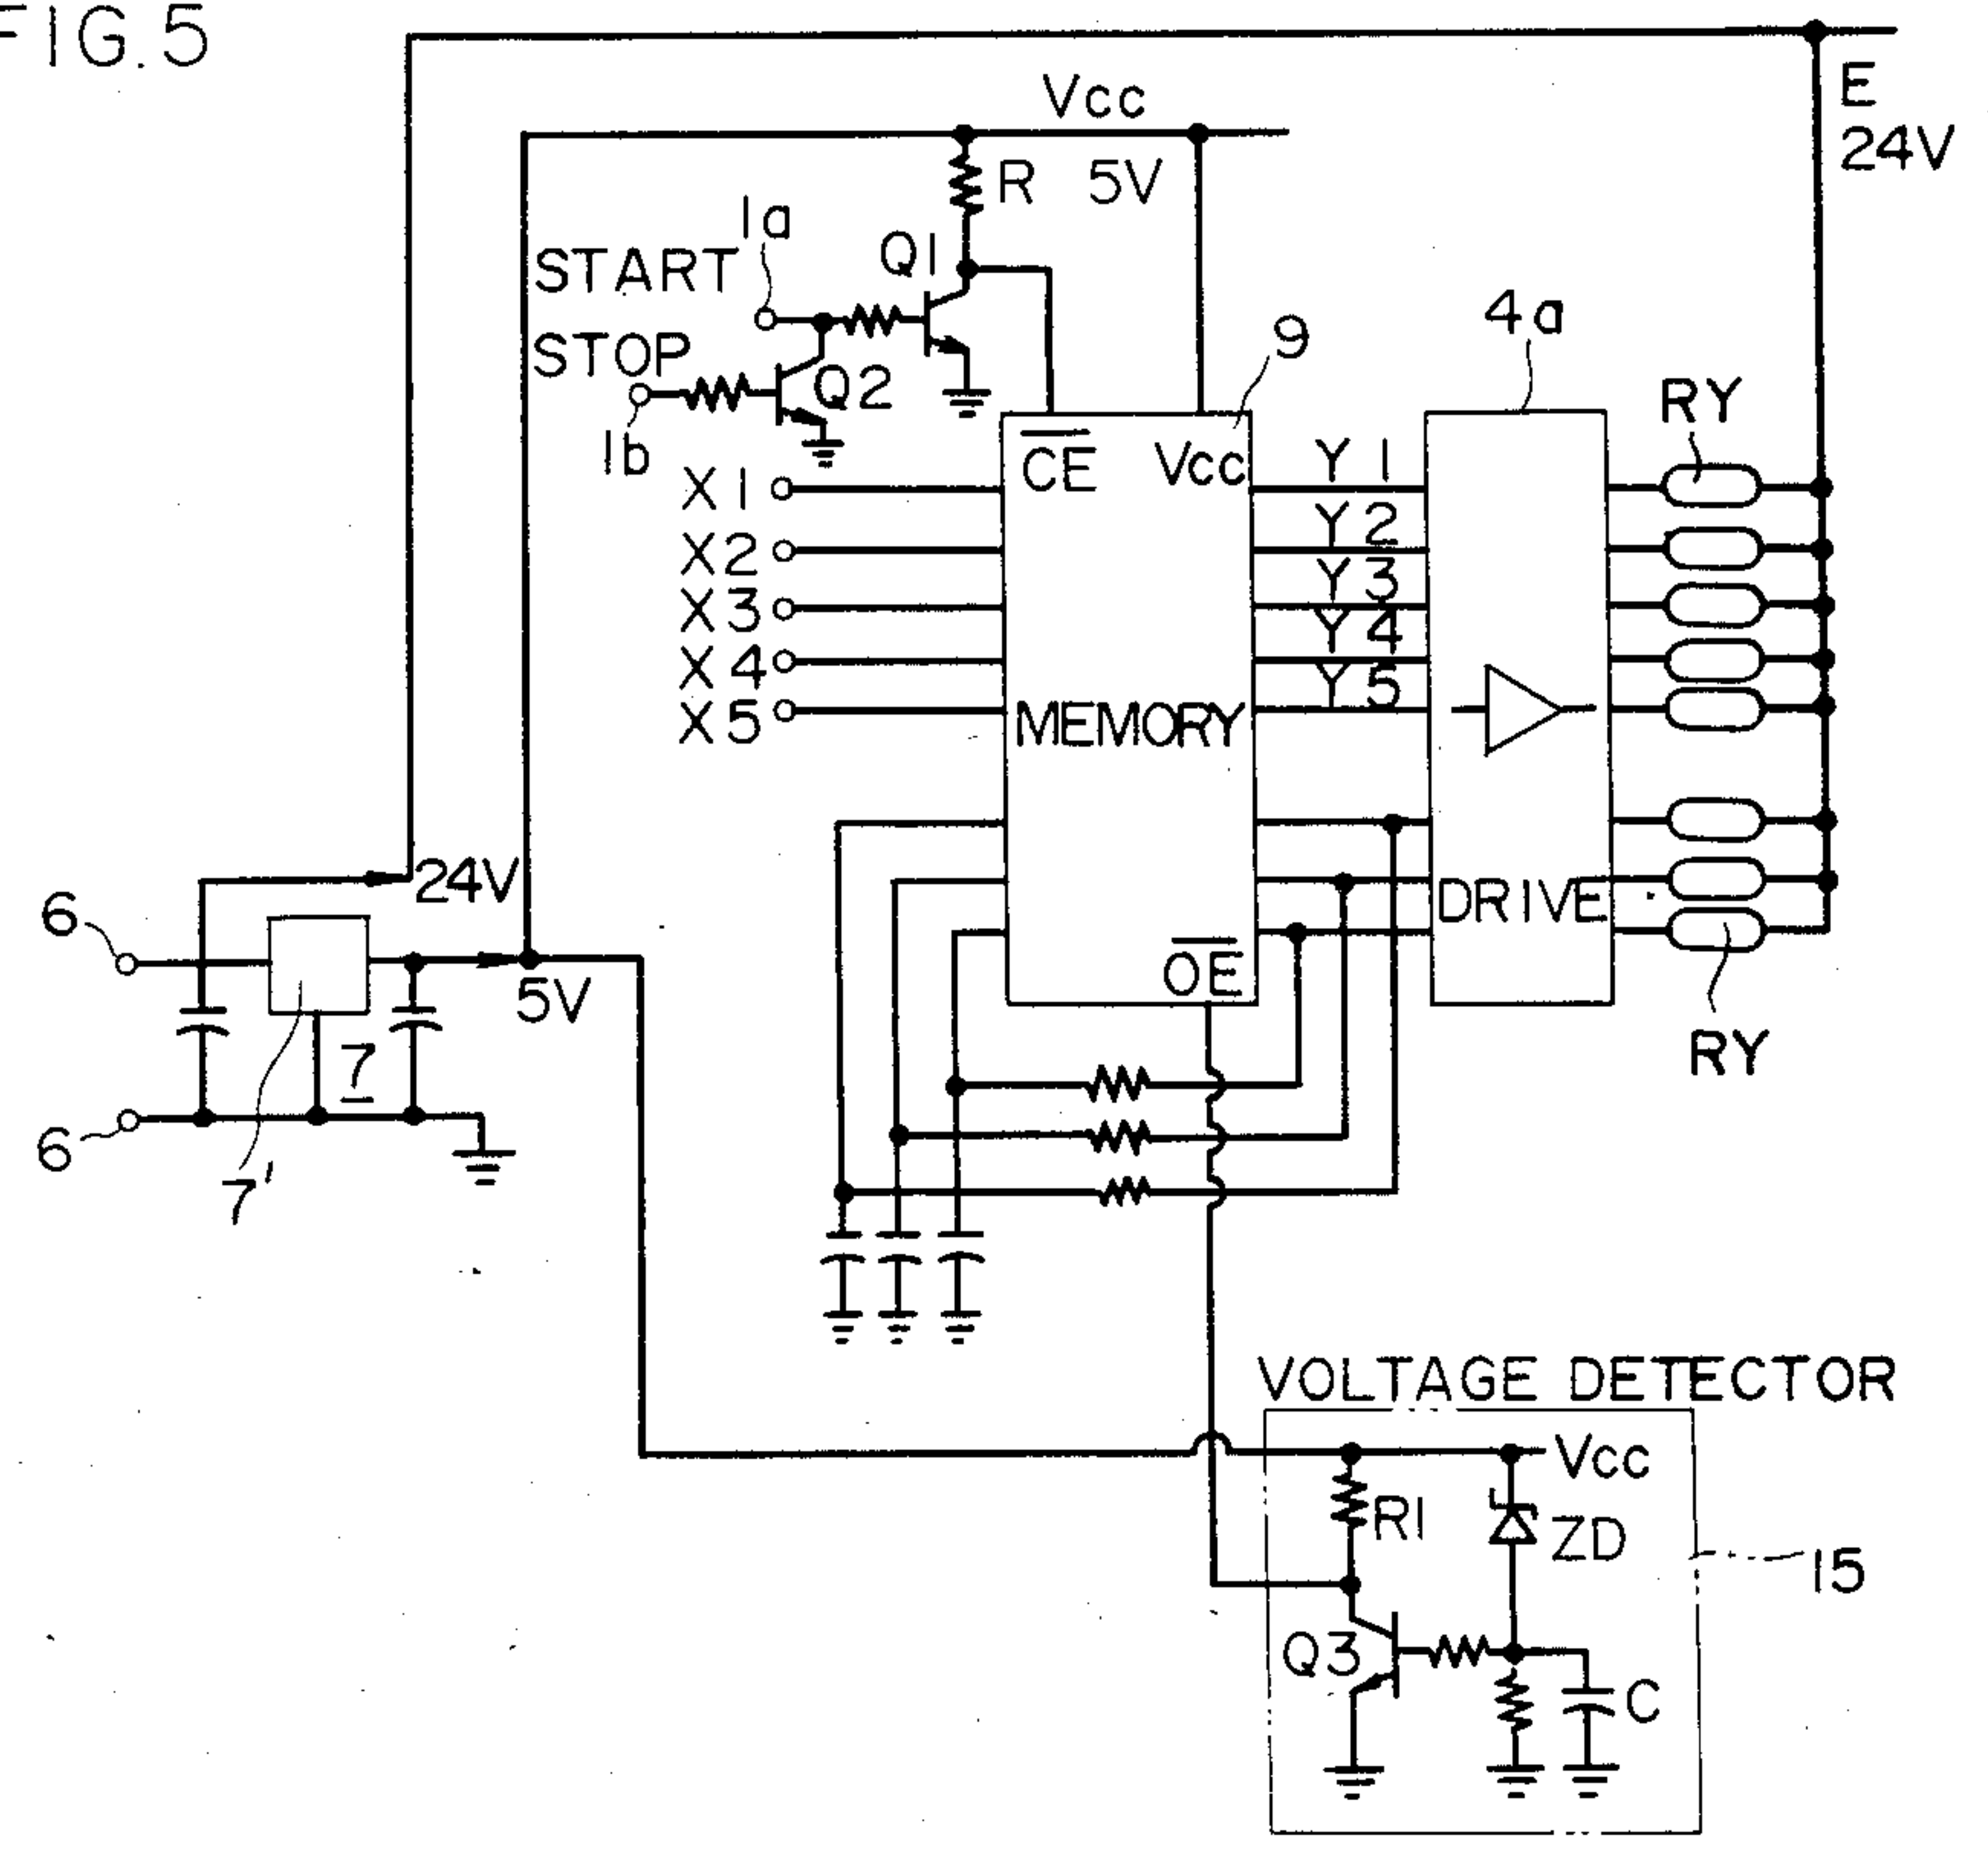 FIG. 5
E
24V
Vcc
5V
R
1a
START
Q1
STOP
Q2
1b
9
4a
RY
CE
Vcc
X1
X2
X3
X4
X5
Y1
Y2
Y3
Y4
Y5
MEMORY
DRIVE
OE
RY
24V
5V
6
6
7
7'
VOLTAGE DETECTOR
Vcc
R1
ZD
15
Q3
C